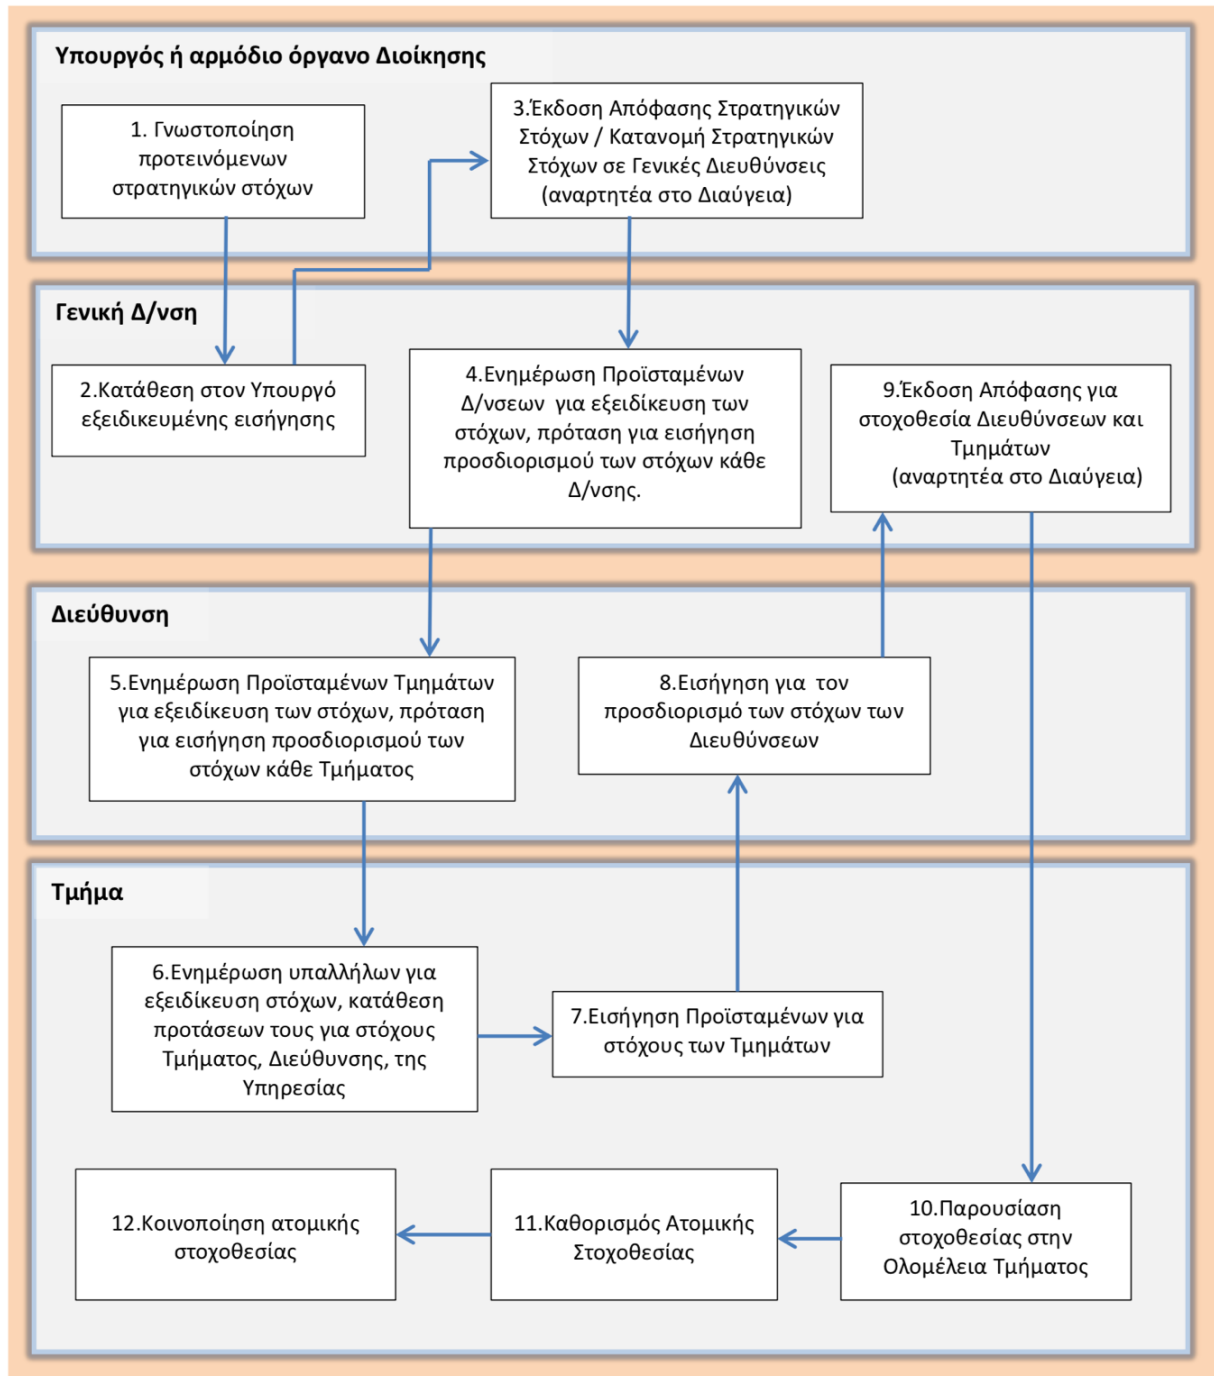 Υπουργός ή αρμόδιο όργανο Διοίκησης
1. Γνωστοποίηση
προτεινόμενων
στρατηγικών στόχων
3.Έκδοση Απόφασης Στρατηγικών
Στόχων / Κατανομή Στρατηγικών
Στόχων σε Γενικές Διευθύνσεις
(αναρτητέα στο Διαύγεια)
Γενική Δ/νση
2.Κατάθεση στον Υπουργό
εξειδικευμένης εισήγησης
4.Ενημέρωση Προϊσταμένων
Δ/νσεων για εξειδίκευση των
στόχων, πρόταση για εισήγηση
προσδιορισμού των στόχων κάθε
Δ/νσης.
9.Έκδοση Απόφασης για
στοχοθεσία Διευθύνσεων και
Τμημάτων
(αναρτητέα στο Διαύγεια)
Διεύθυνση
5.Ενημέρωση Προϊσταμένων Τμημάτων
για εξειδίκευση των στόχων, πρόταση
για εισήγηση προσδιορισμού των
στόχων κάθε Τμήματος
8.Εισήγηση για τον
προσδιορισμό των στόχων των
Διευθύνσεων
Τμήμα
6.Ενημέρωση υπαλλήλων για
εξειδίκευση στόχων, κατάθεση
προτάσεων τους για στόχους
Τμήματος, Διεύθυνσης, της
Υπηρεσίας
7.Εισήγηση Προϊσταμένων για
στόχους των Τμημάτων
12.Κοινοποίηση ατομικής
στοχοθεσίας
11.Καθορισμός Ατομικής
Στοχοθεσίας
10.Παρουσίαση
στοχοθεσίας στην
Ολομέλεια Τμήματος